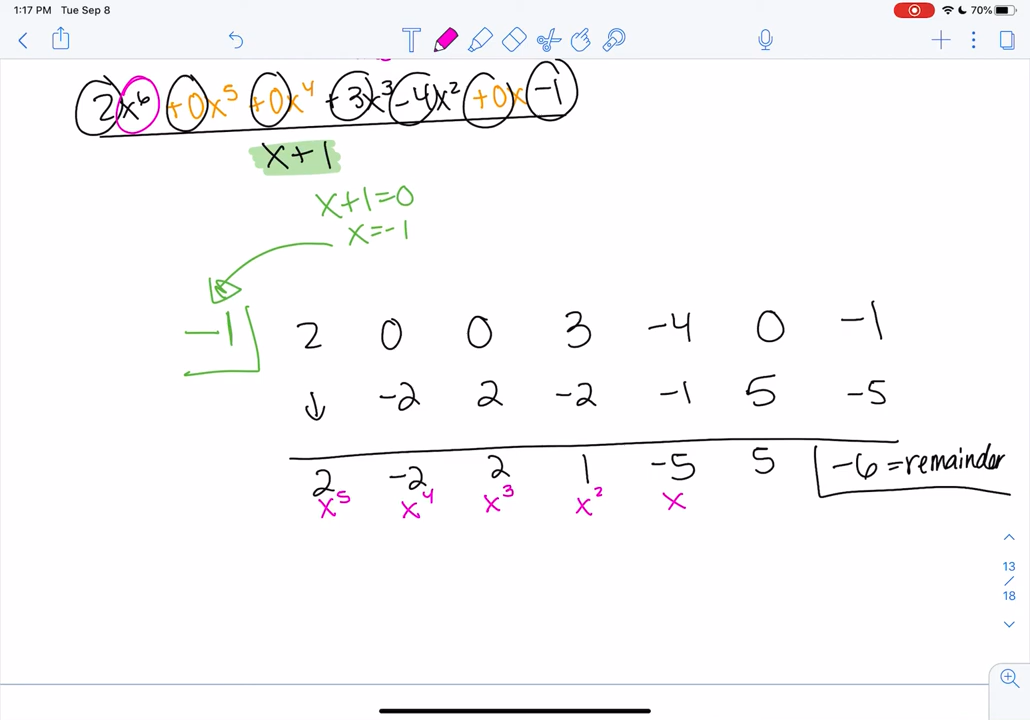 1:17 PM Tue Sep 8
70%
2x⁶ +0x⁵ +0x⁴ +3x³ -4x² +0x -1
x+1
x+1=0
x=-1
-1 2 0 0 3 -4 0 -1
↓ -2 2 -2 -1 5 -5
2 -2 2 1 -5 5 -6 = remainder
x⁵ x⁴ x³ x² x
13
/
18